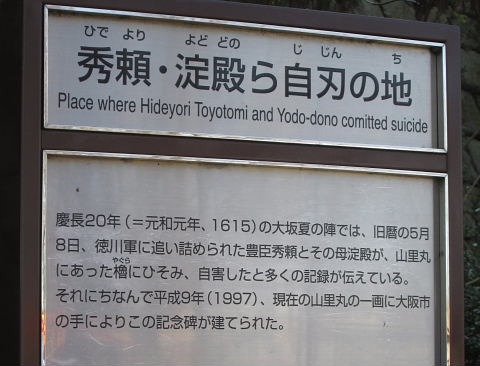 ひで より よど どの じ じん ち
秀頼・淀殿ら自刃の地
Place where Hideyori Toyotomi and Yodo-dono comitted suicide
慶長20年(=元和元年、1615)の大坂夏の陣では、旧暦の5月
8日、徳川軍に追い詰められた豊臣秀頼とその母淀殿が、山里丸
やぐら
にあった櫓にひそみ、自害したと多くの記録が伝えている。
それにちなんで平成9年(1997)、現在の山里丸の一画に大阪市
の手によりこの記念碑が建てられた。